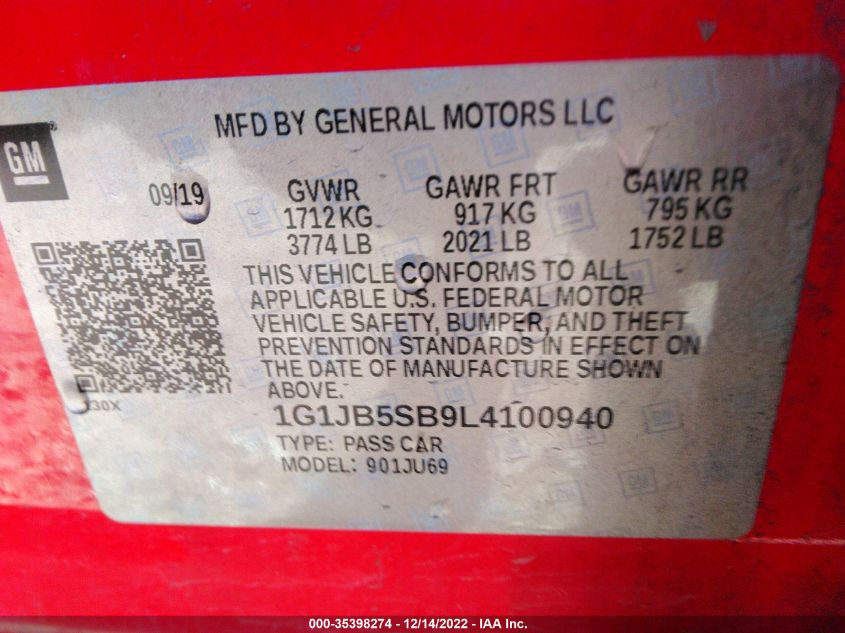 MFD BY GENERAL MOTORS LLC
GM
09/19 GVWR GAWR FRT GAWR RR
1712 KG 917 KG 795 KG
3774 LB 2021 LB 1752 LB
THIS VEHICLE CONFORMS TO ALL
APPLICABLE U.S. FEDERAL MOTOR
VEHICLE SAFETY, BUMPER, AND THEFT
PREVENTION STANDARDS IN EFFECT ON
THE DATE OF MANUFACTURE SHOWN
ABOVE.
1G1JB5SB9L4100940
TYPE: PASS CAR
MODEL: 901JU69
000-35398274 - 12/14/2022 - IAA Inc.